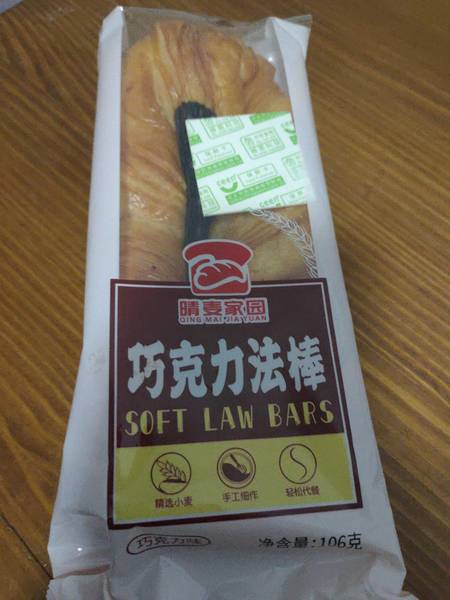 晴麦家园
QING MAI JIA YUAN
巧克力法棒
SOFT LAW BARS
精选小麦
手工细作
轻松代餐
巧克力味
净含量:106克